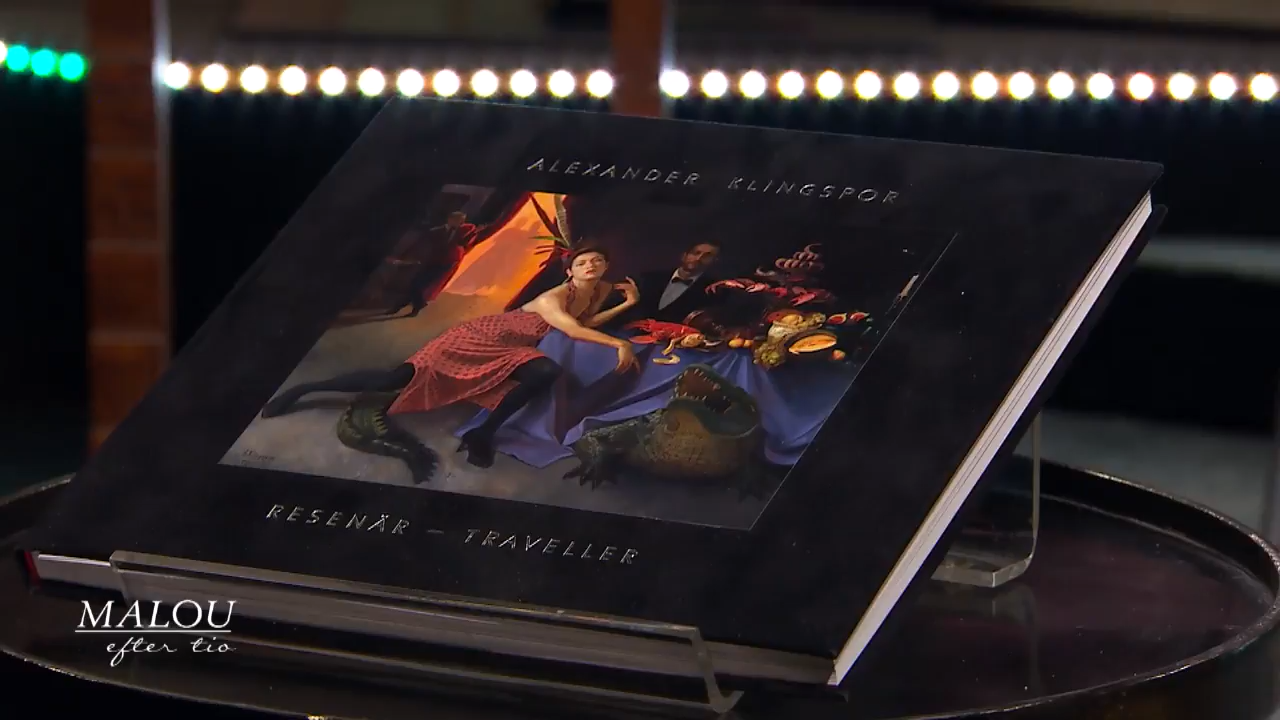 ALEXANDER KLINGSPOR
RESENÄR – TRAVELLER
MALOU
efter tio